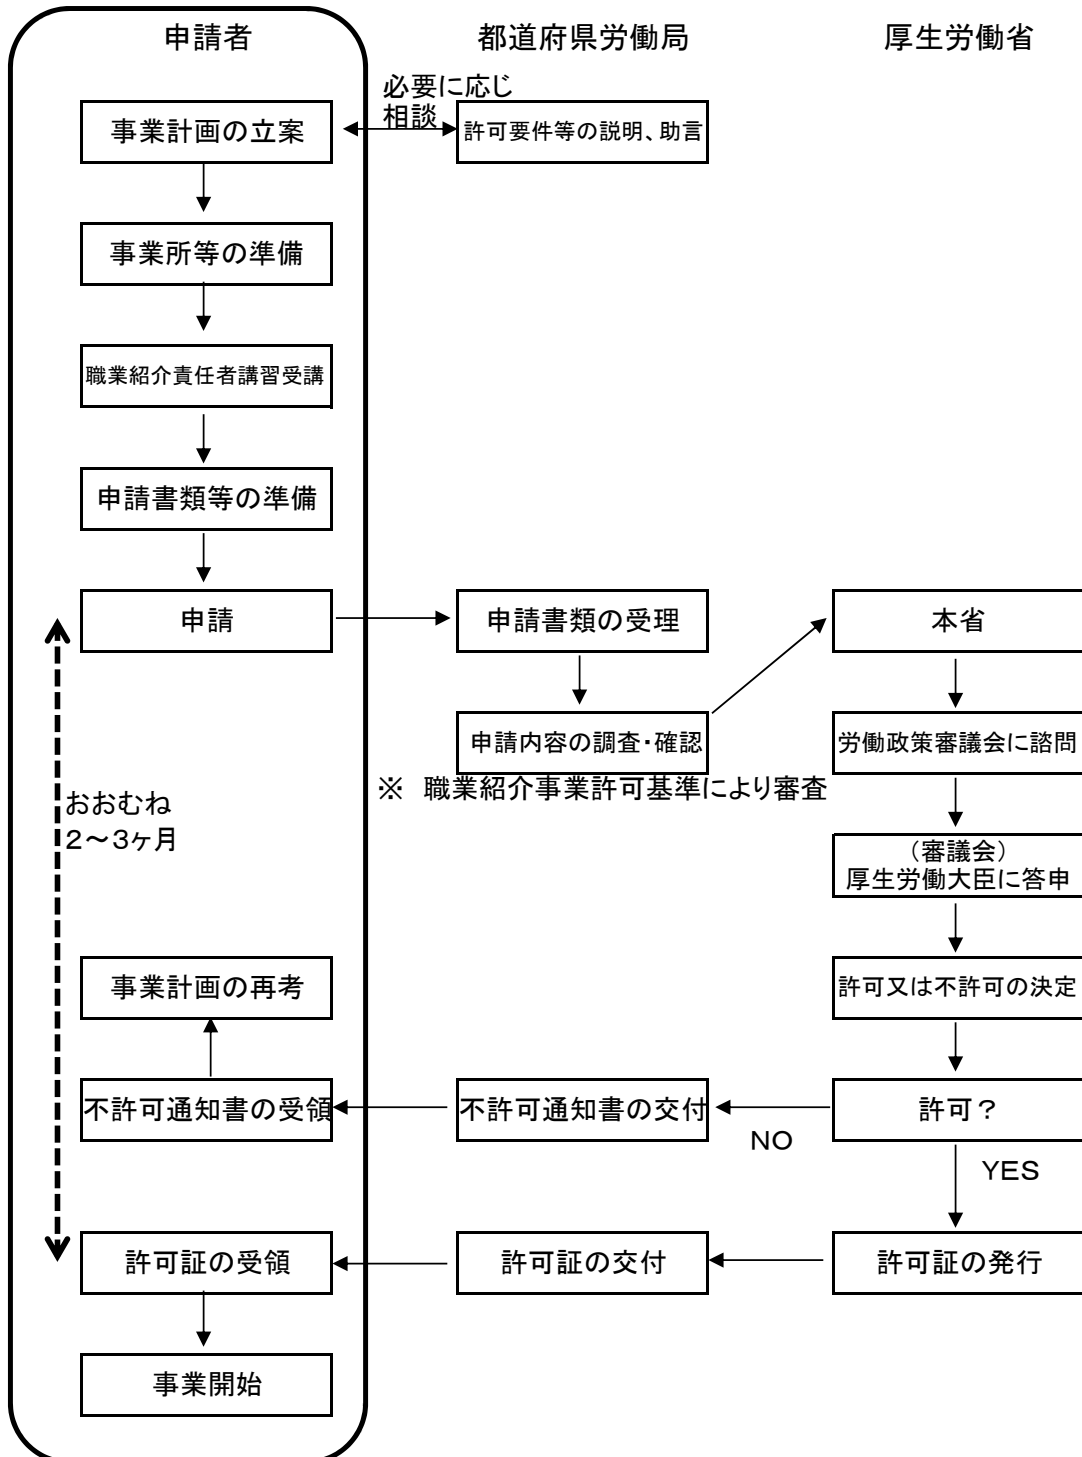 申請者
都道府県労働局
厚生労働省
必要に応じ
相談
事業計画の立案
許可要件等の説明、助言
事業所等の準備
職業紹介責任者講習受講
申請書類等の準備
申請
申請書類の受理
本省
申請内容の調査・確認
労働政策審議会に諮問
※ 職業紹介事業許可基準により審査
おおむね
2~3ヶ月
(審議会)
厚生労働大臣に答申
事業計画の再考
許可又は不許可の決定
不許可通知書の受領
不許可通知書の交付
許可？
NO
YES
許可証の受領
許可証の交付
許可証の発行
事業開始